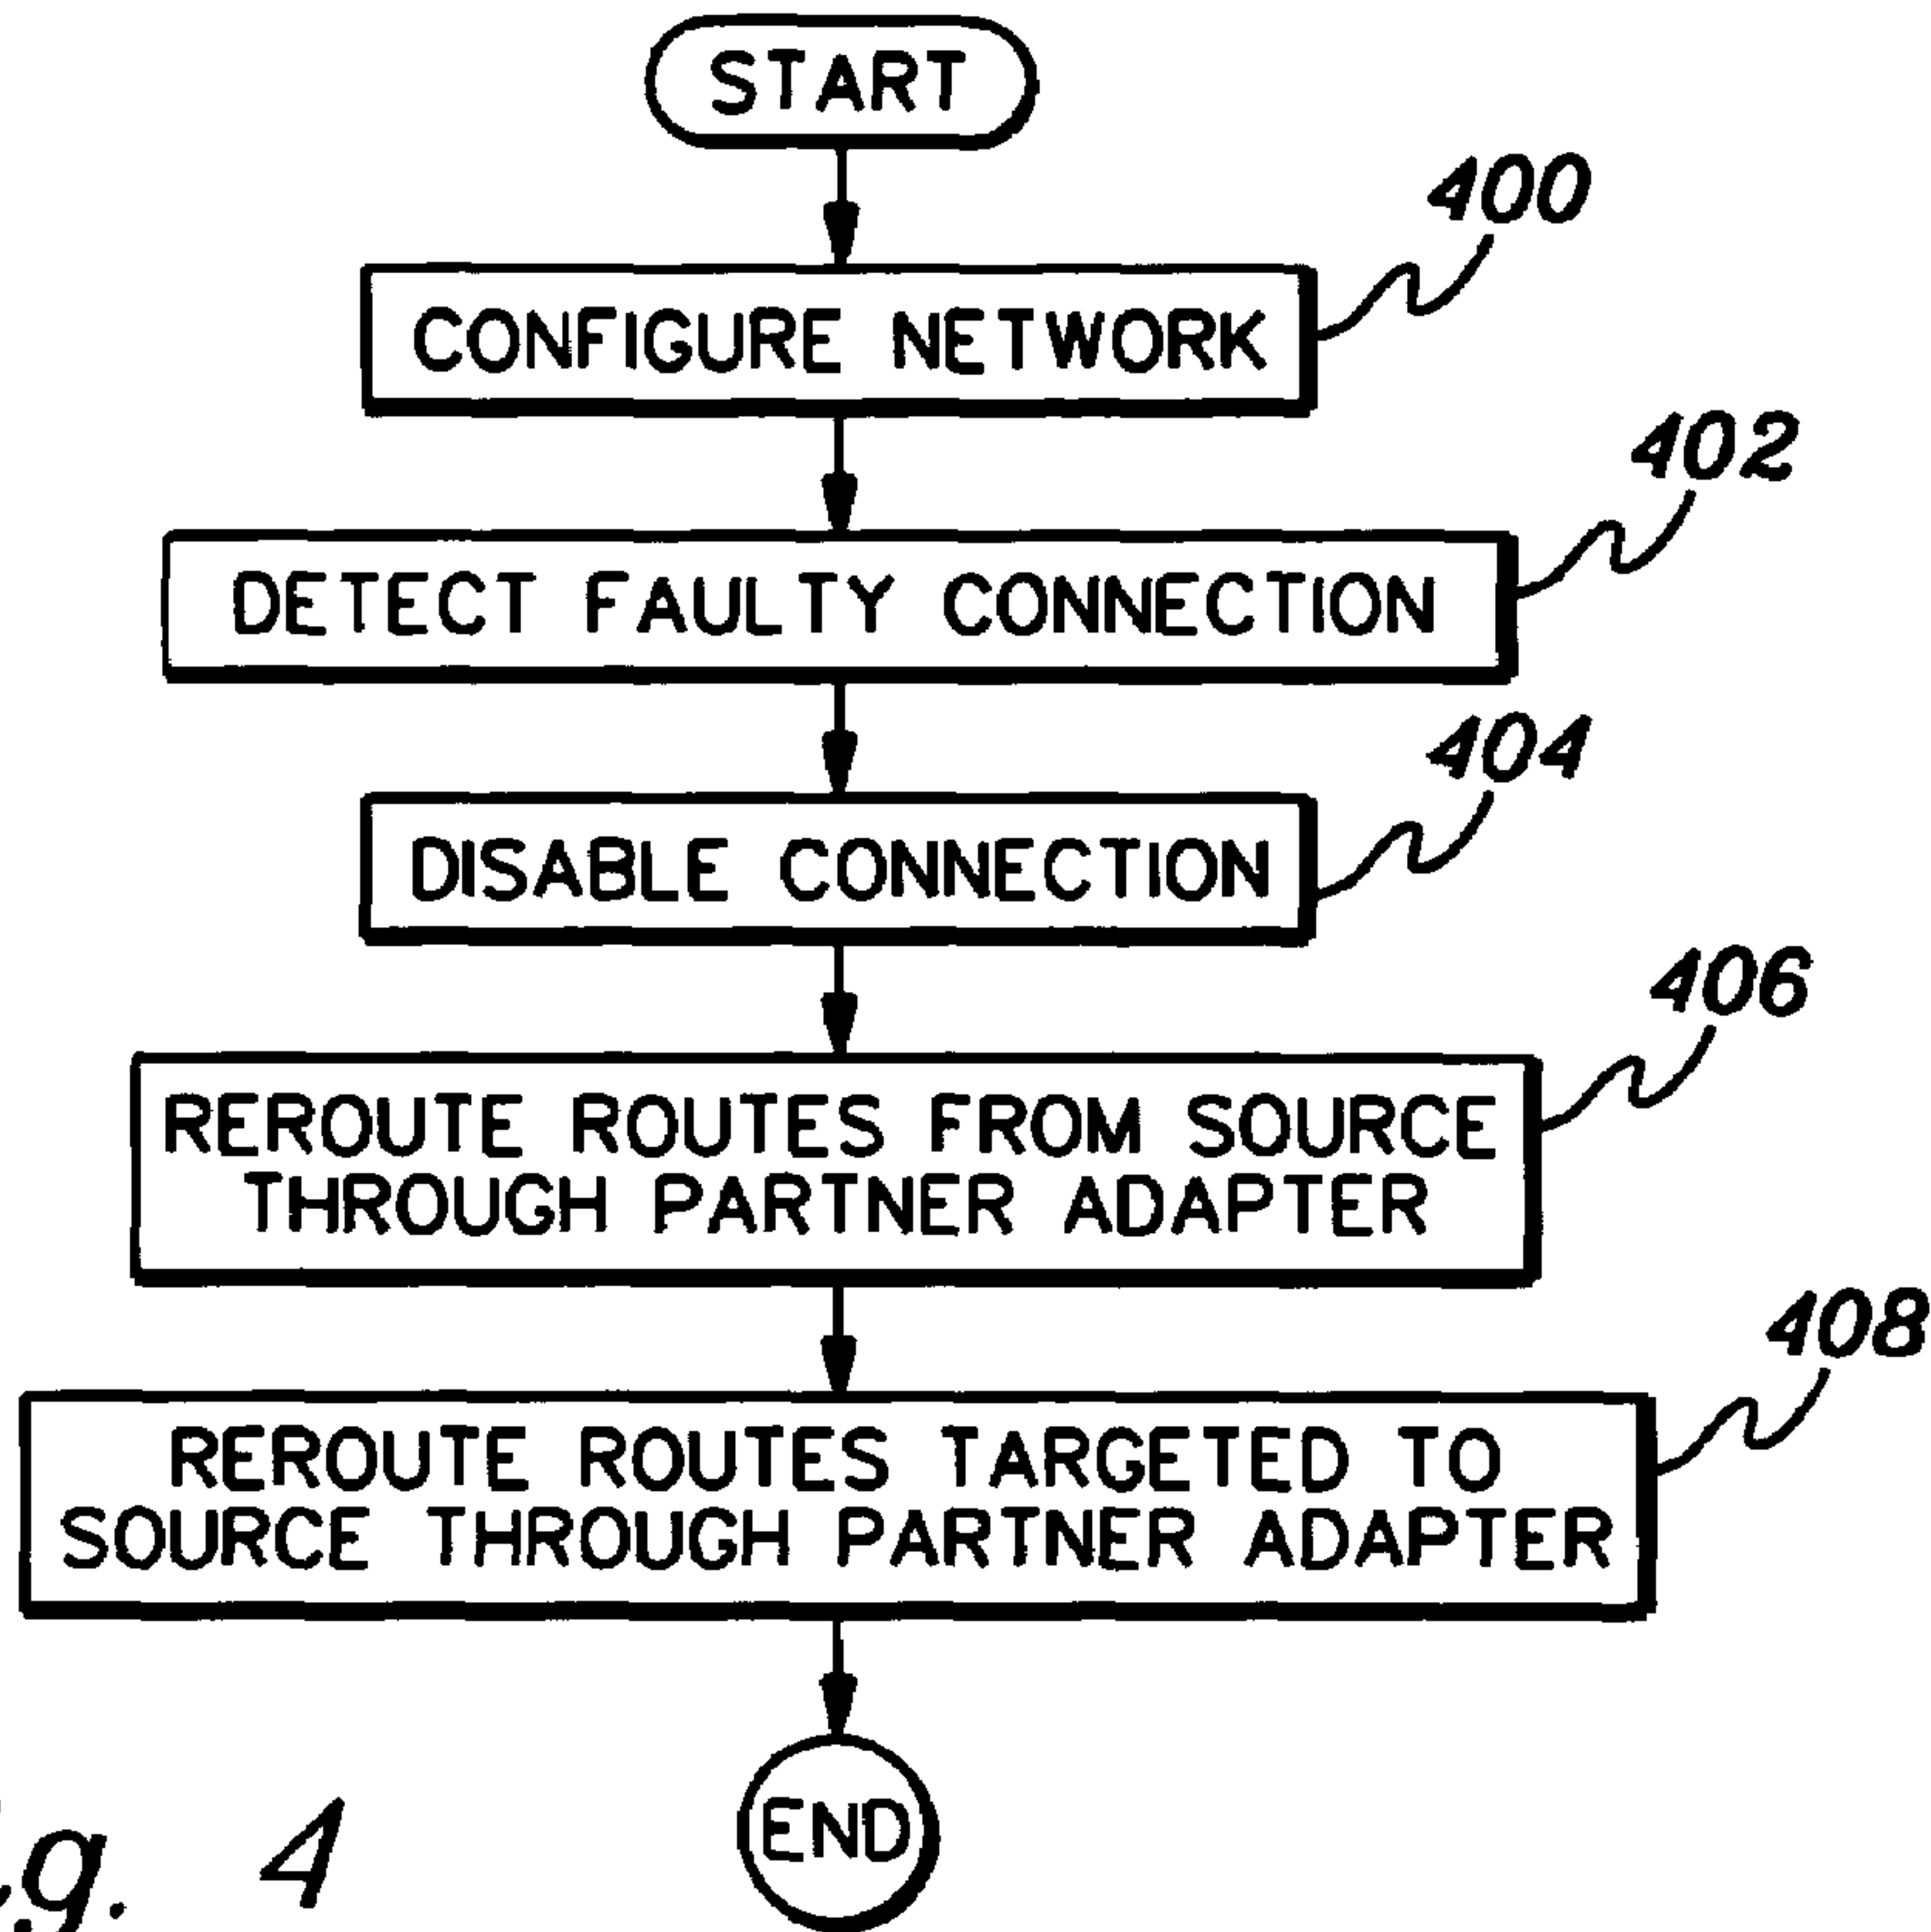 START
400
CONFIGURE NETWORK
402
DETECT FAULTY CONNECTION
404
DISABLE CONNECTION
406
REROUTE ROUTES FROM SOURCE
THROUGH PARTNER ADAPTER
408
REROUTE ROUTES TARGETED TO
SOURCE THROUGH PARTNER ADAPTER
END
4